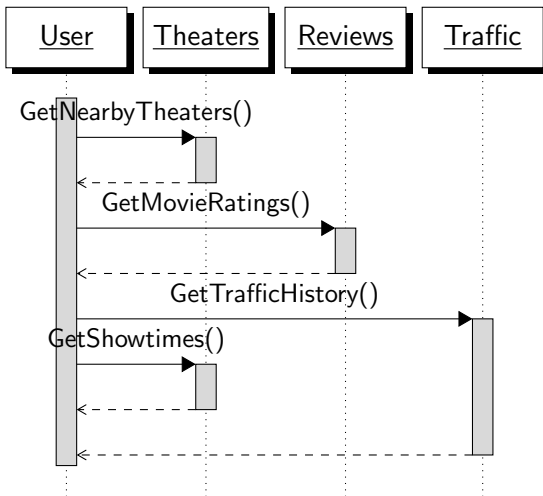 User Theaters Reviews Traffic
GetNearbyTheaters()
GetMovieRatings()
GetTrafficHistory()
GetShowtimes()